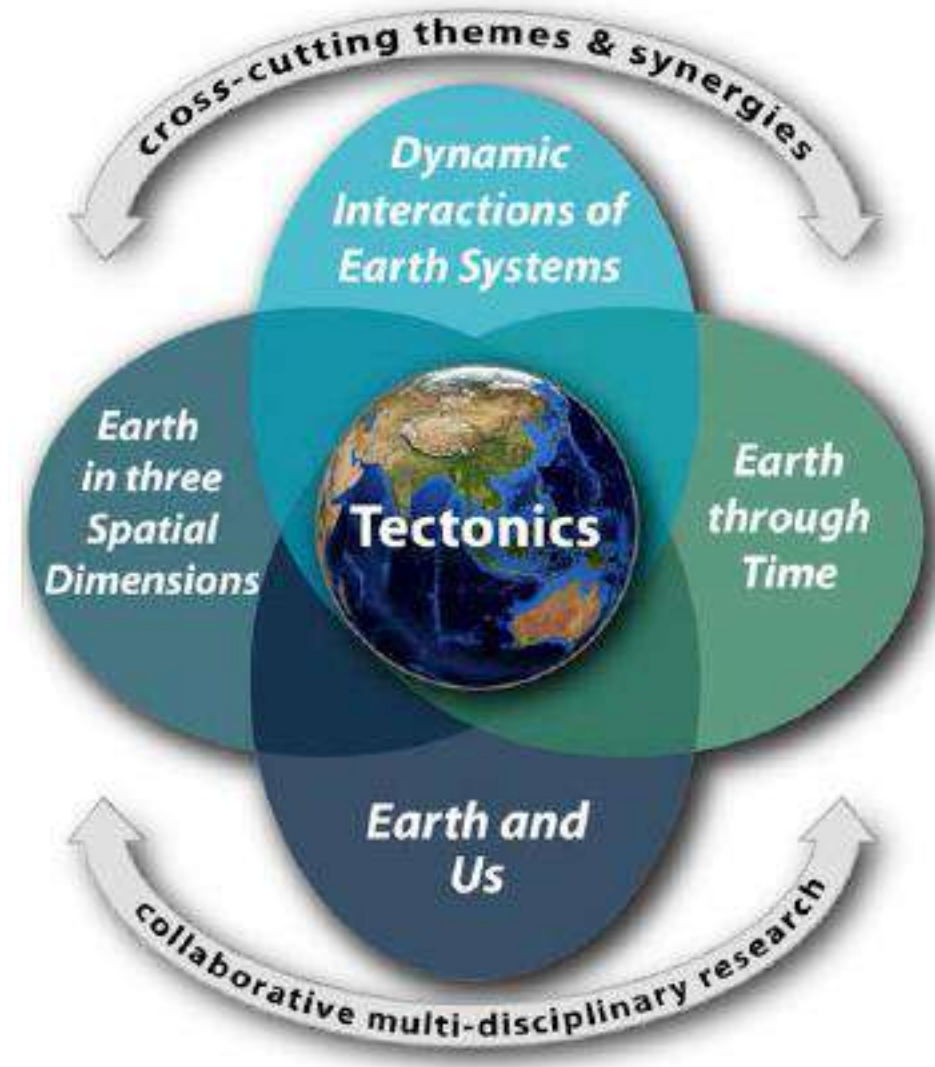 cross-cutting themes & synergies
Dynamic
Interactions of
Earth Systems
Earth
in three
Spatial
Dimensions
Tectonics
Earth
through
Time
Earth and
Us
collaborative multi-disciplinary research